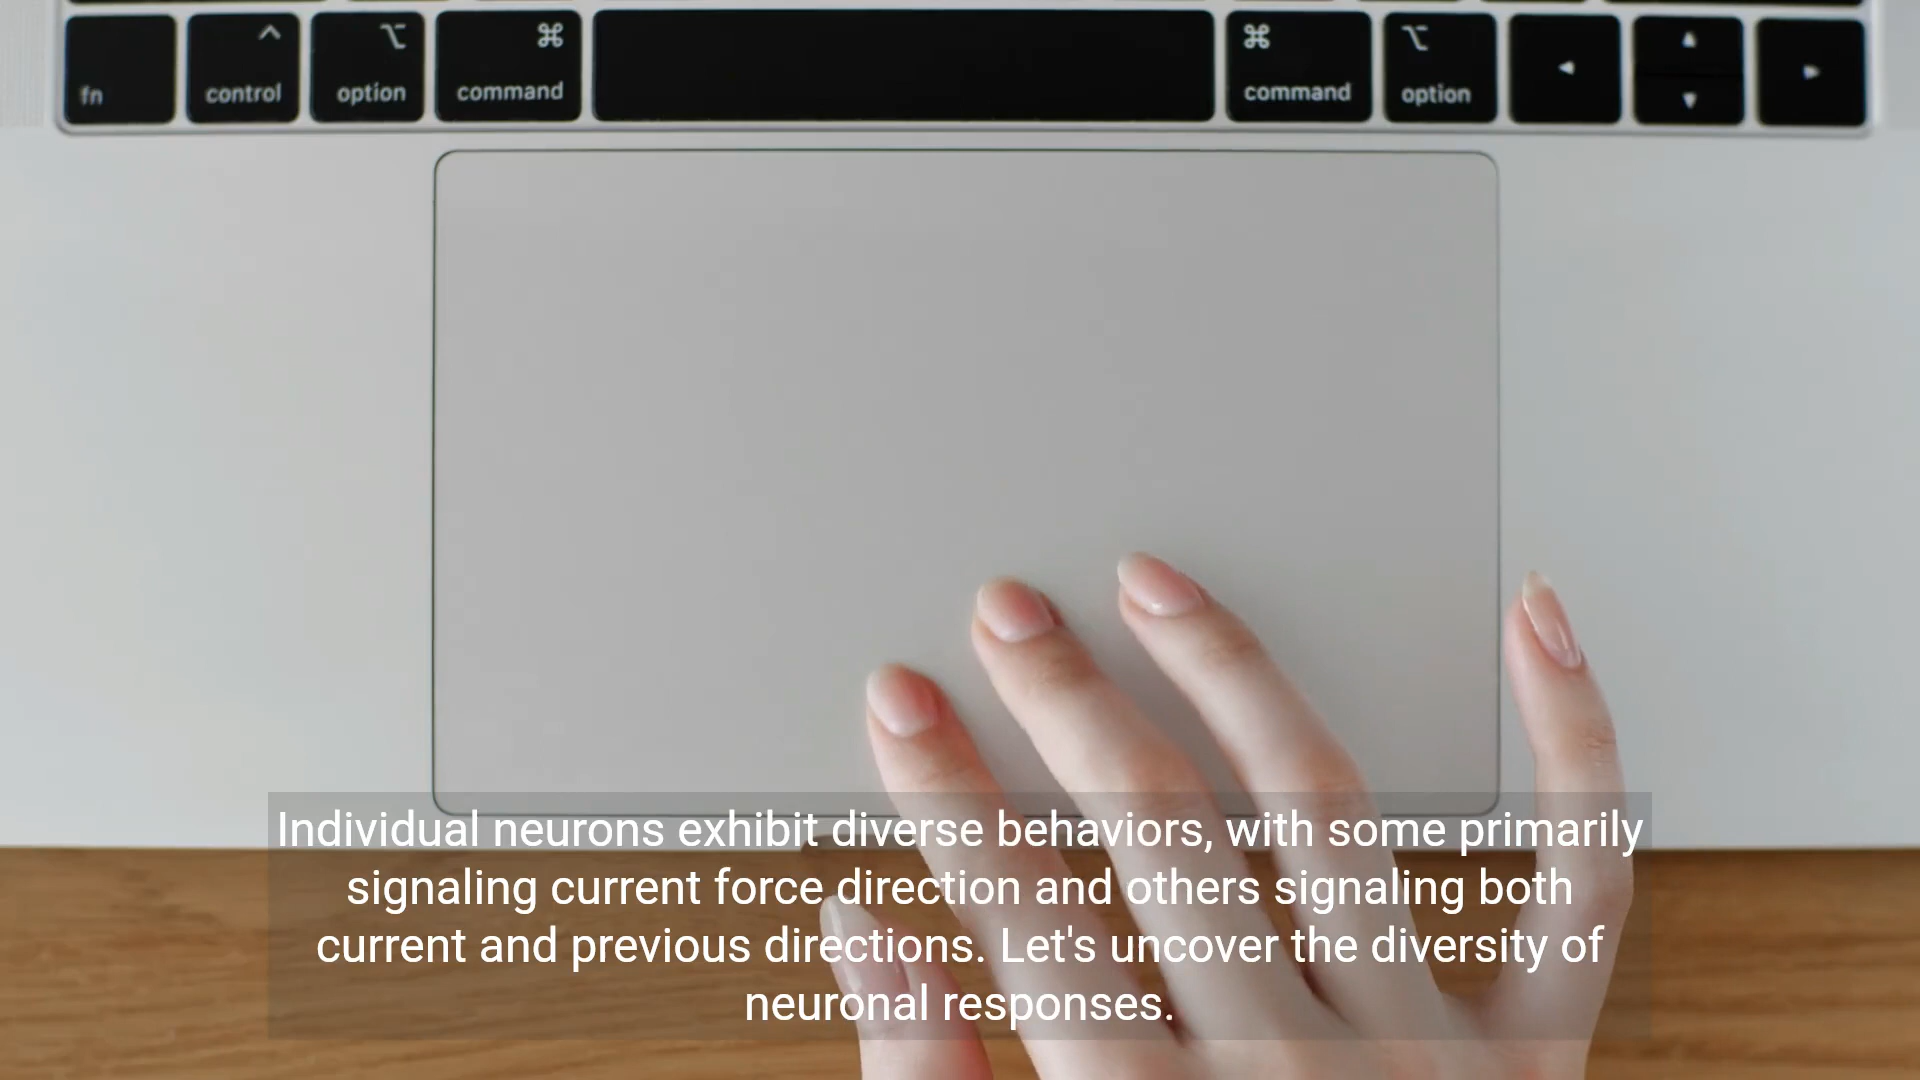 fn
^
control
⌥
option
⌘
command
⌘
command
⌥
option
◀
▲
▼
▶
Individual neurons exhibit diverse behaviors, with some primarily
signaling current force direction and others signaling both
current and previous directions. Let's uncover the diversity of
neuronal responses.